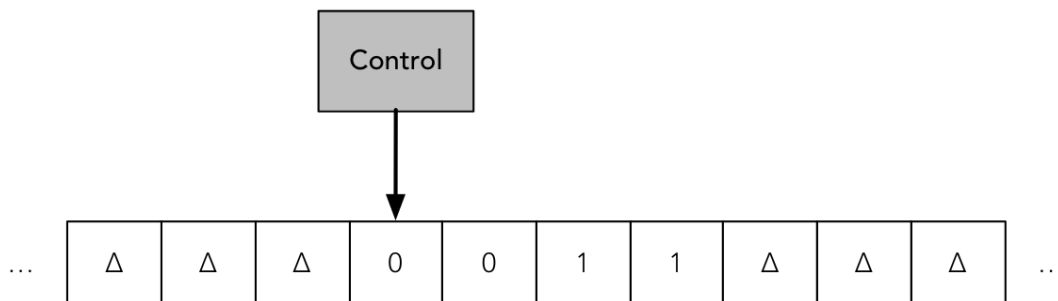 Control
... Δ Δ Δ 0 0 1 1 Δ Δ Δ ...